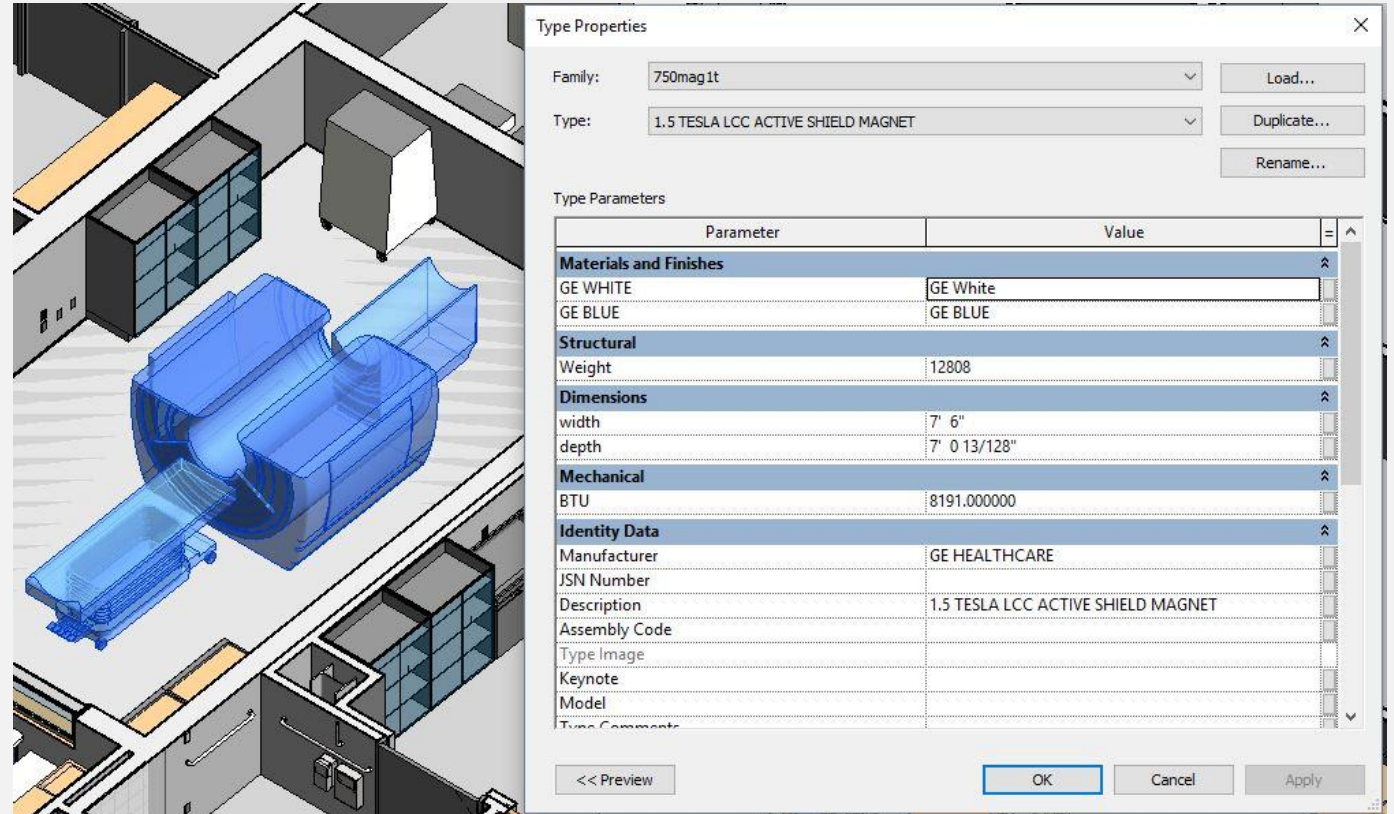 Type Properties
Family: 750mag1t Load...
Type: 1.5 TESLA LCC ACTIVE SHIELD MAGNET Duplicate...
Rename...
Type Parameters
Parameter Value =
Materials and Finishes
GE WHITE GE White
GE BLUE GE BLUE
Structural
Weight 12808
Dimensions
width 7' 6"
depth 7' 0 13/128"
Mechanical
BTU 8191.000000
Identity Data
Manufacturer GE HEALTHCARE
JSN Number
Description 1.5 TESLA LCC ACTIVE SHIELD MAGNET
Assembly Code
Type Image
Keynote
Model
Type Comments
<< Preview OK Cancel Apply